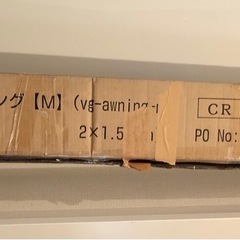 ング【M】(vg-awning-
CR
2×1.5
PO No: